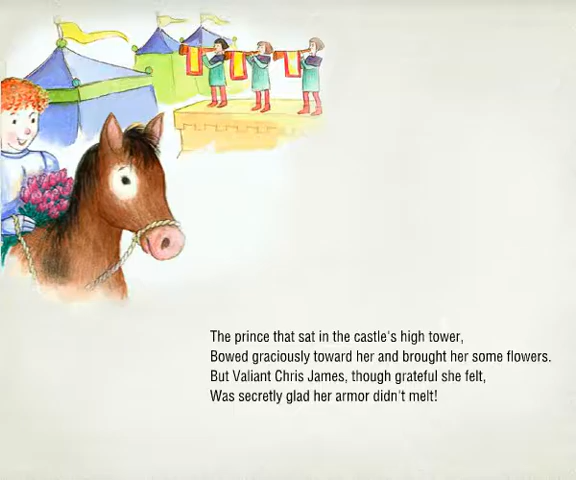 The prince that sat in the castle's high tower,
Bowed graciously toward her and brought her some flowers.
But Valiant Chris James, though grateful she felt,
Was secretly glad her armor didn't melt!